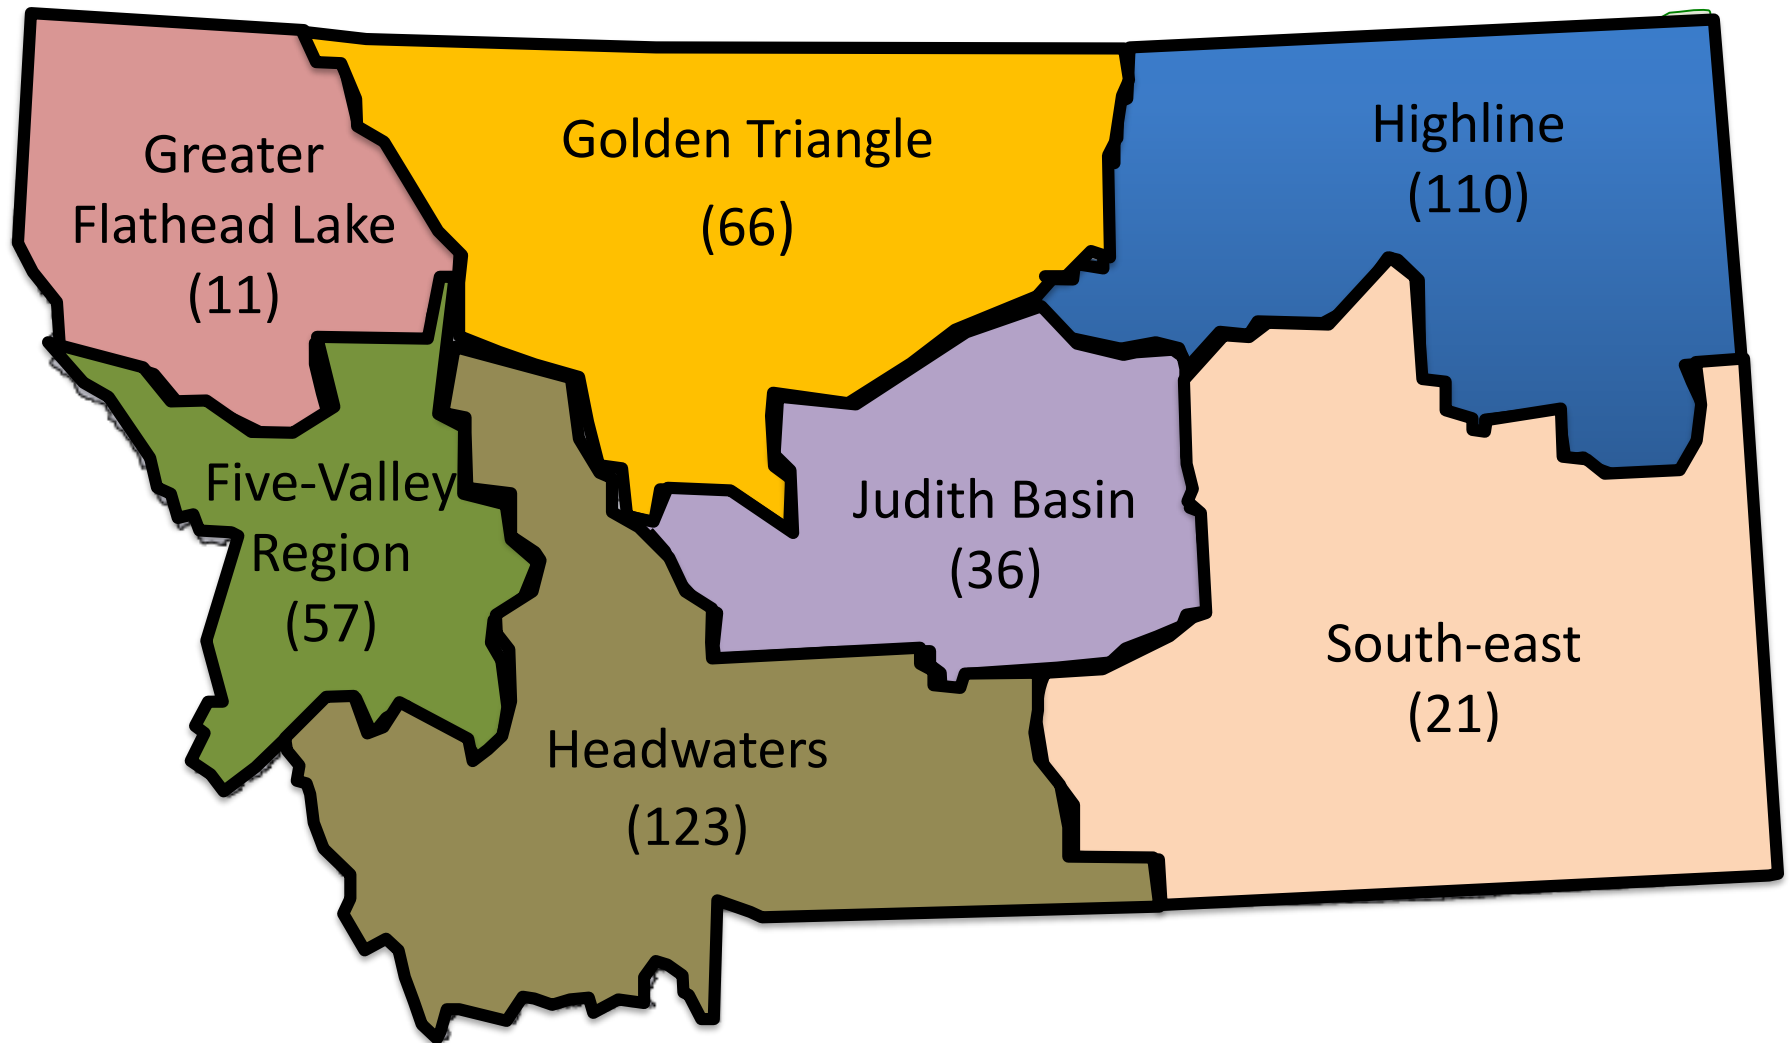 Greater
Flathead Lake
(11)
Golden Triangle
(66)
Highline
(110)
Five-Valley
Region
(57)
Judith Basin
(36)
South-east
(21)
Headwaters
(123)